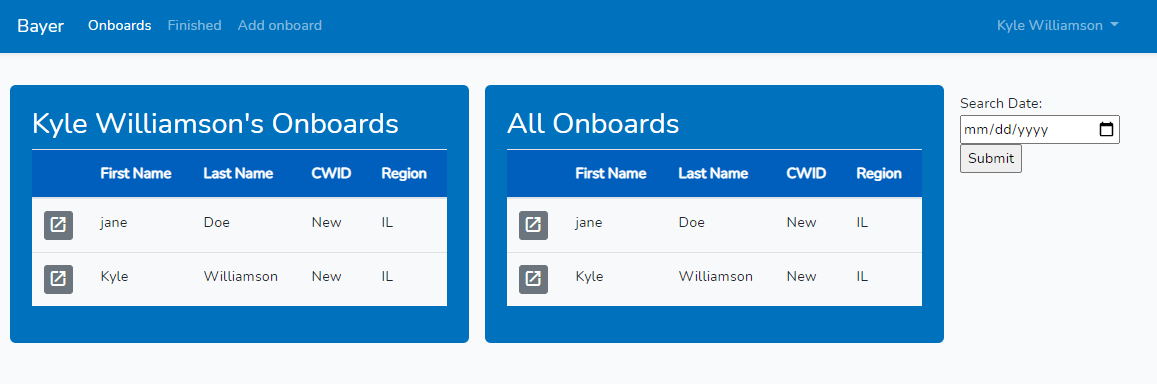 Bayer Onboards Finished Add onboard Kyle Williamson
Kyle Williamson's Onboards
First Name Last Name CWID Region
jane Doe New IL
Kyle Williamson New IL
All Onboards
First Name Last Name CWID Region
jane Doe New IL
Kyle Williamson New IL
Search Date:
mm/dd/yyyy
Submit